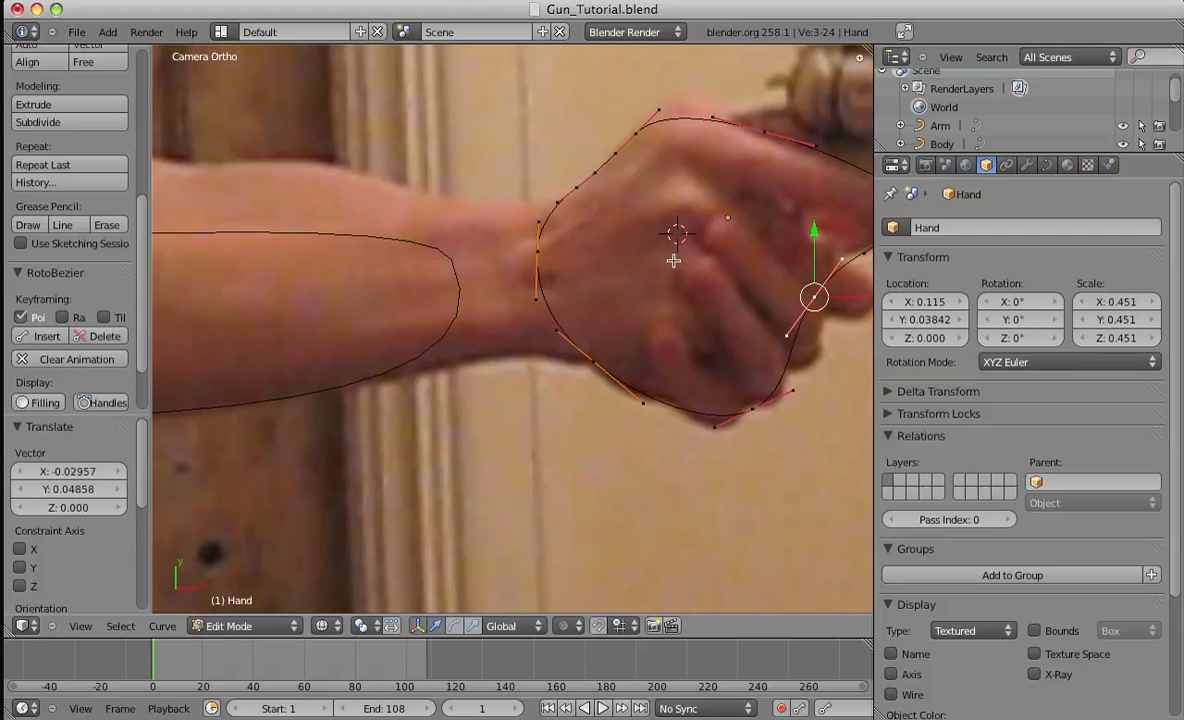 Gun_Tutorial.blend
File Add Render Help Default Scene Blender Render blender.org 258.1 | Ve:3-24 | Hand
Auto Vector
Align Free
Modeling:
Extrude
Subdivide
Repeat:
Repeat Last
History...
Grease Pencil:
Draw Line Erase
Use Sketching Sessio
RotoBezier
Keyframing:
Poi Ra Til
Insert Delete
Clear Animation
Display:
Filling Handles
Translate
Vector
X: -0.02957
Y: 0.04858
Z: 0.000
Constraint Axis
X
Y
Z
Orientation
Camera Ortho
y
(1) Hand
View Select Curve Edit Mode Global
-40 -20 0 20 40 60 80 100 120 140 160 180 200 220 240 260
View Frame Playback Start: 1 End: 108 1 No Sync
View Search All Scenes
Scene
RenderLayers
World
Arm
Body
Hand
Hand
Transform
Location: Rotation: Scale:
X: 0.115 X: 0° X: 0.451
Y: 0.03842 Y: 0° Y: 0.451
Z: 0.000 Z: 0° Z: 0.451
Rotation Mode: XYZ Euler
Delta Transform
Transform Locks
Relations
Layers: Parent:
Object
Pass Index: 0
Groups
Add to Group
Display
Type: Textured Bounds Box
Name Texture Space
Axis X-Ray
Wire
Object Color: